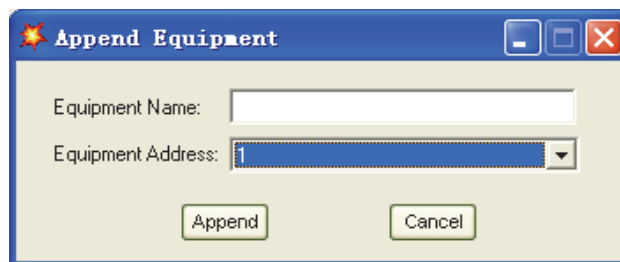 Append Equipment
Equipment Name:
Equipment Address: 1
Append Cancel